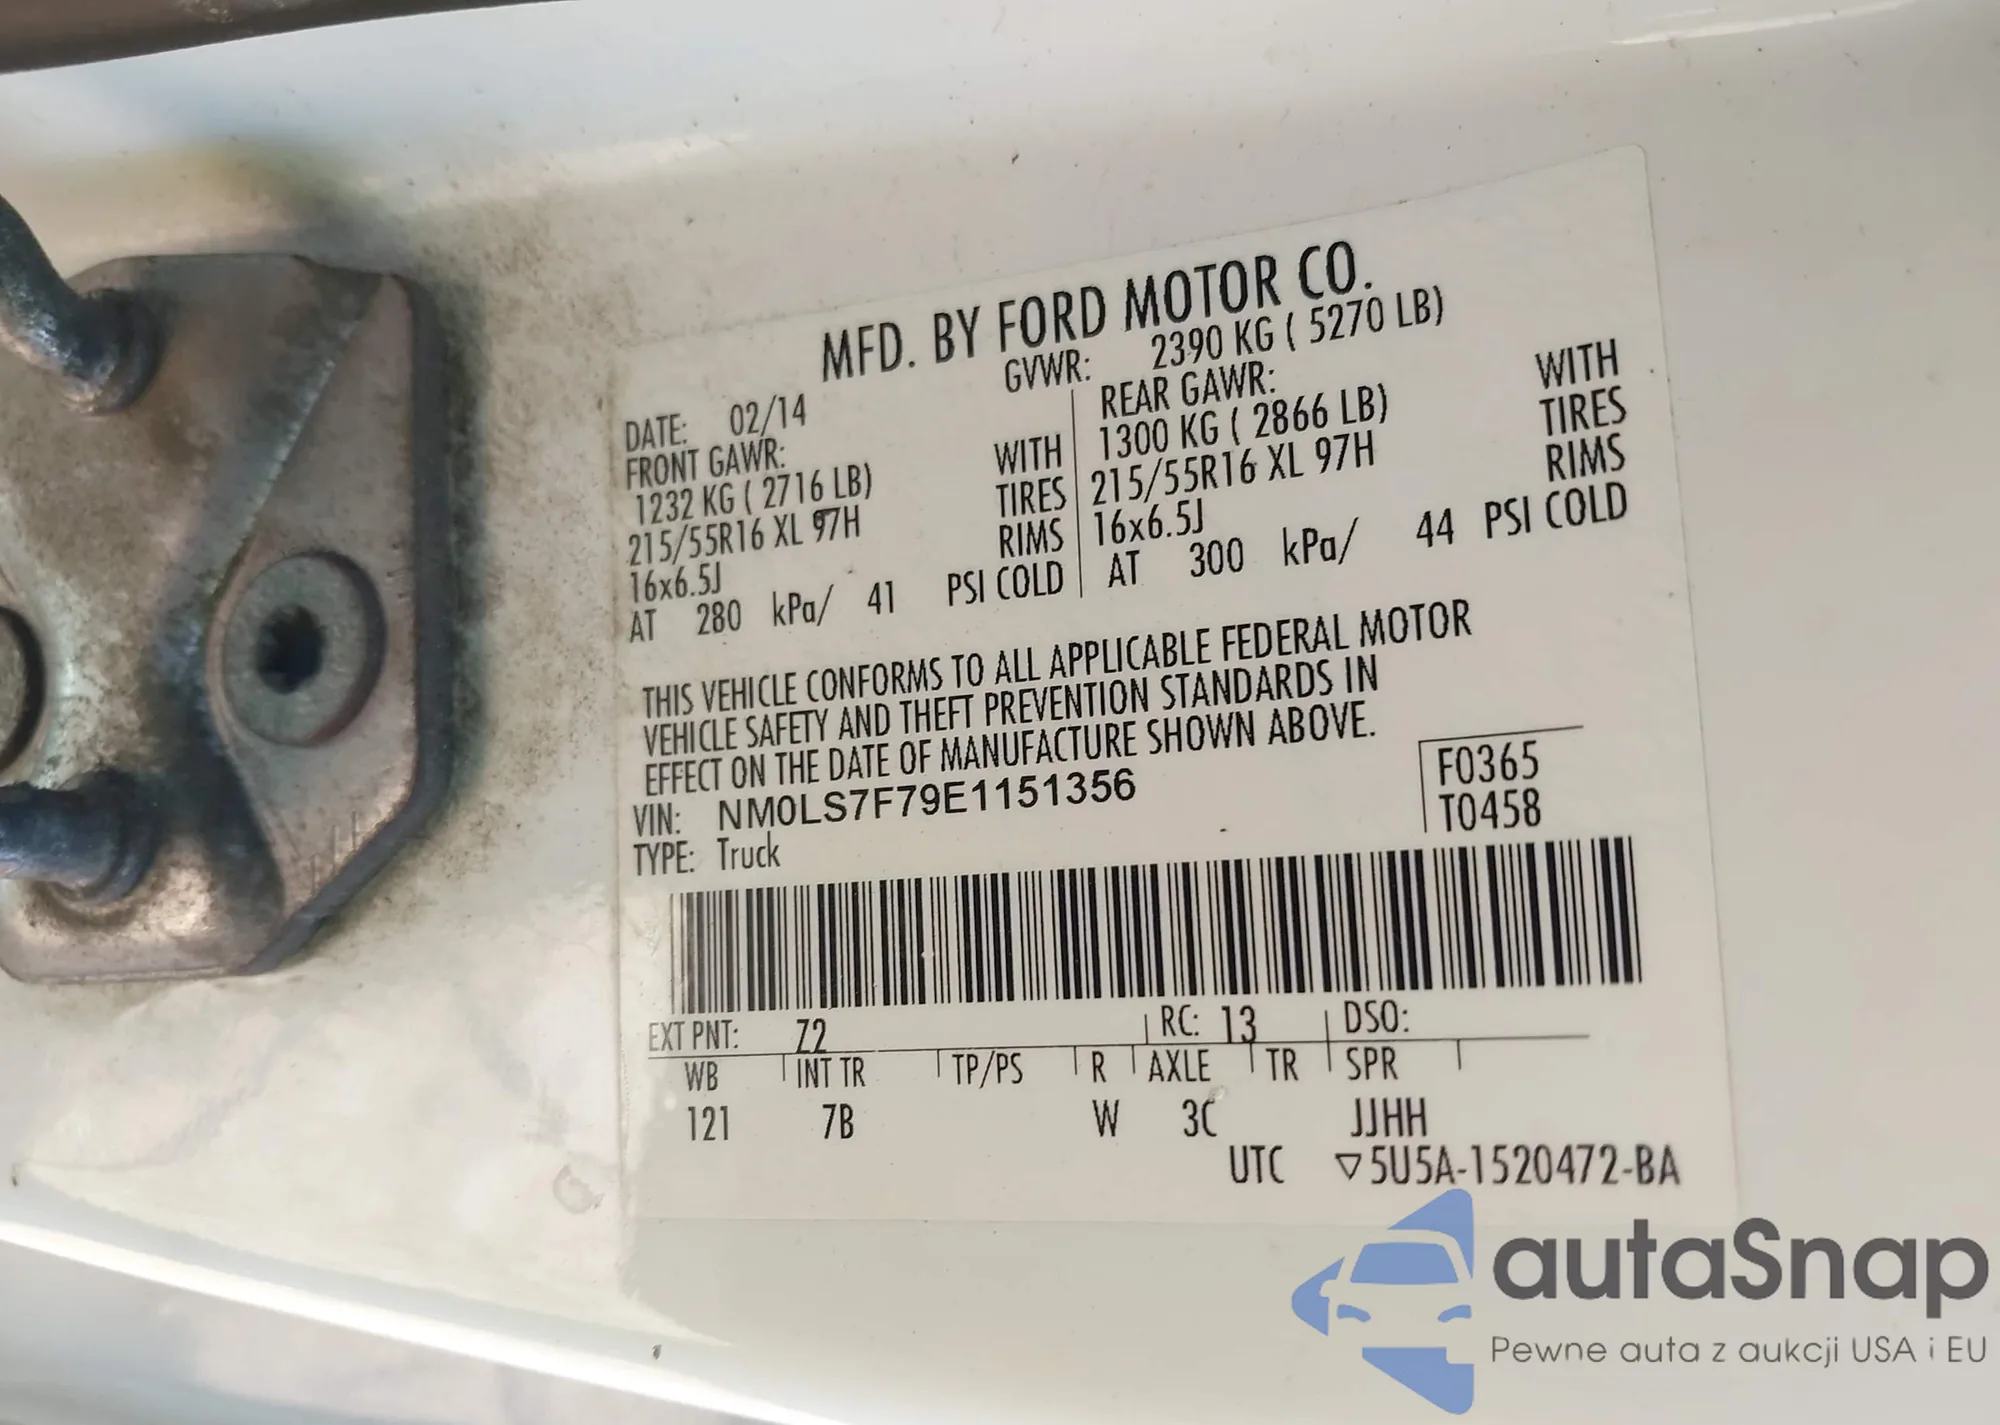 MFD. BY FORD MOTOR CO.
DATE: 02/14 GVWR: 2390 KG ( 5270 LB)
FRONT GAWR: REAR GAWR:
1232 KG ( 2716 LB) WITH 1300 KG ( 2866 LB) WITH
215/55R16 XL 97H TIRES 215/55R16 XL 97H TIRES
16x6.5J RIMS 16x6.5J RIMS
AT 280 kPa/ 41 PSI COLD AT 300 kPa/ 44 PSI COLD
THIS VEHICLE CONFORMS TO ALL APPLICABLE FEDERAL MOTOR
VEHICLE SAFETY AND THEFT PREVENTION STANDARDS IN
EFFECT ON THE DATE OF MANUFACTURE SHOWN ABOVE.
VIN: NM0LS7F79E1151356 F0365
TYPE: Truck T0458
EXT PNT: Z2 RC: 13 DSO:
WB INT TR TP/PS R AXLE TR SPR
121 7B W 3C JJHH
UTC ▽5U5A-1520472-BA
autaSnap
Pewne auta z aukcji USA i EU